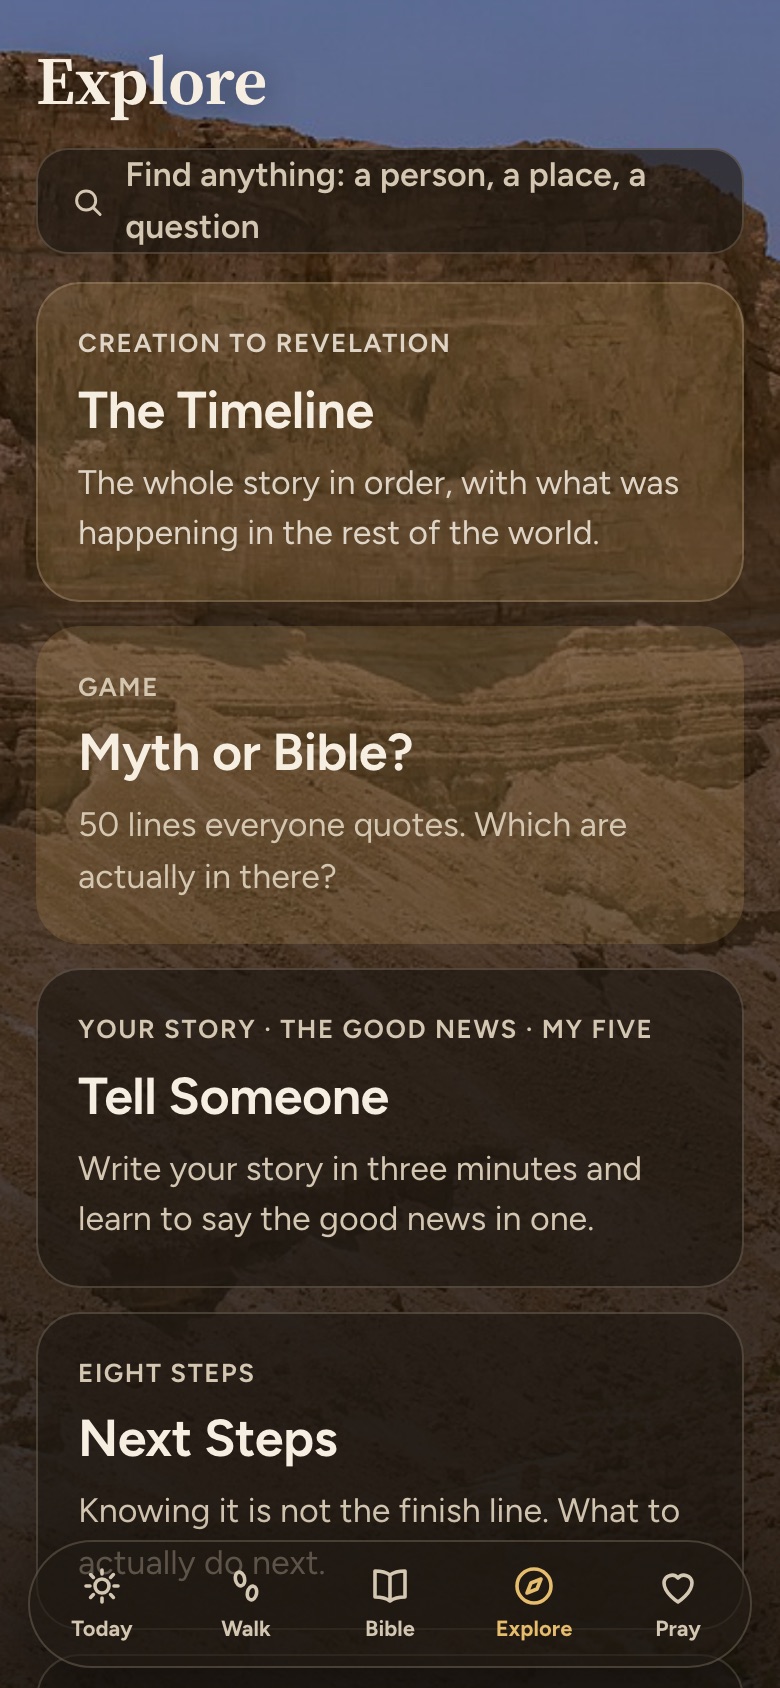 Explore
Find anything: a person, a place, a
question
CREATION TO REVELATION
The Timeline
The whole story in order, with what was
happening in the rest of the world.
GAME
Myth or Bible?
50 lines everyone quotes. Which are
actually in there?
YOUR STORY · THE GOOD NEWS · MY FIVE
Tell Someone
Write your story in three minutes and
learn to say the good news in one.
EIGHT STEPS
Next Steps
Knowing it is not the finish line. What to
actually do next.
Today
Walk
Bible
Explore
Pray